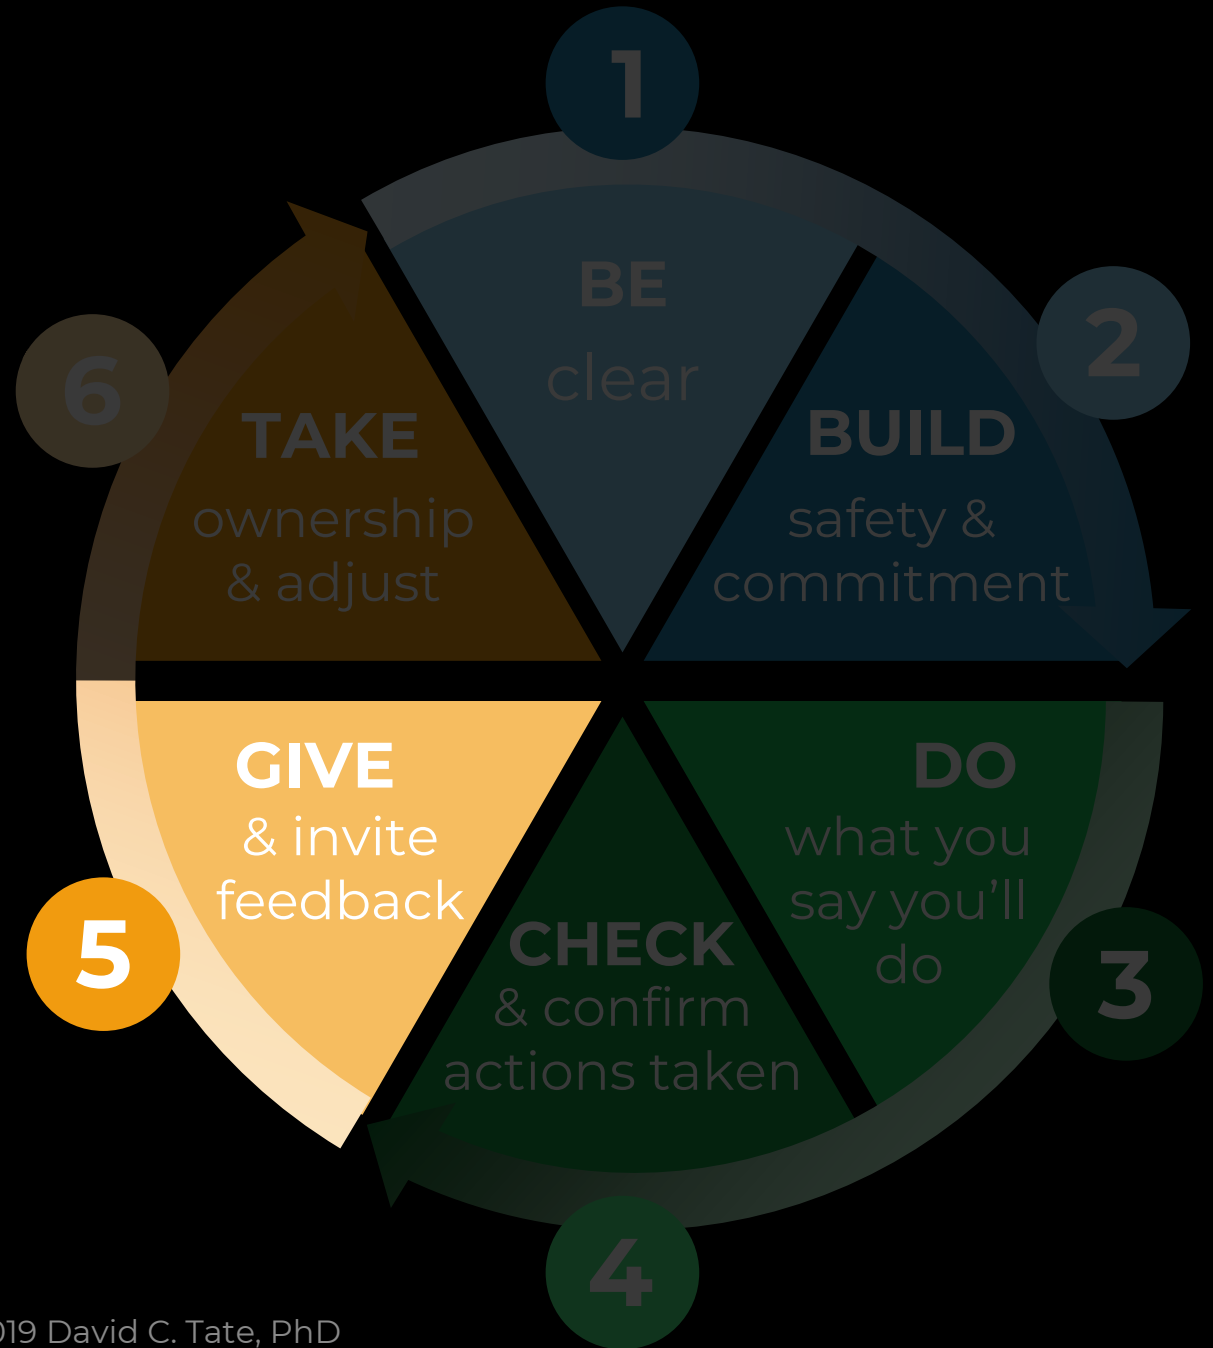 1
BE
clear
2
BUILD
safety &
commitment
3
DO
what you
say you'll
do
4
CHECK
& confirm
actions taken
5
GIVE
& invite
feedback
6
TAKE
ownership
& adjust
019 David C. Tate, PhD